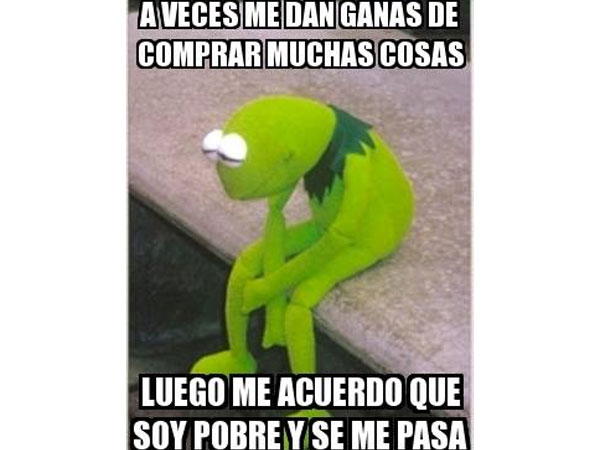 A VECES ME DAN GANAS DE
COMPRAR MUCHAS COSAS
LUEGO ME ACUERDO QUE
SOY POBRE Y SE ME PASA